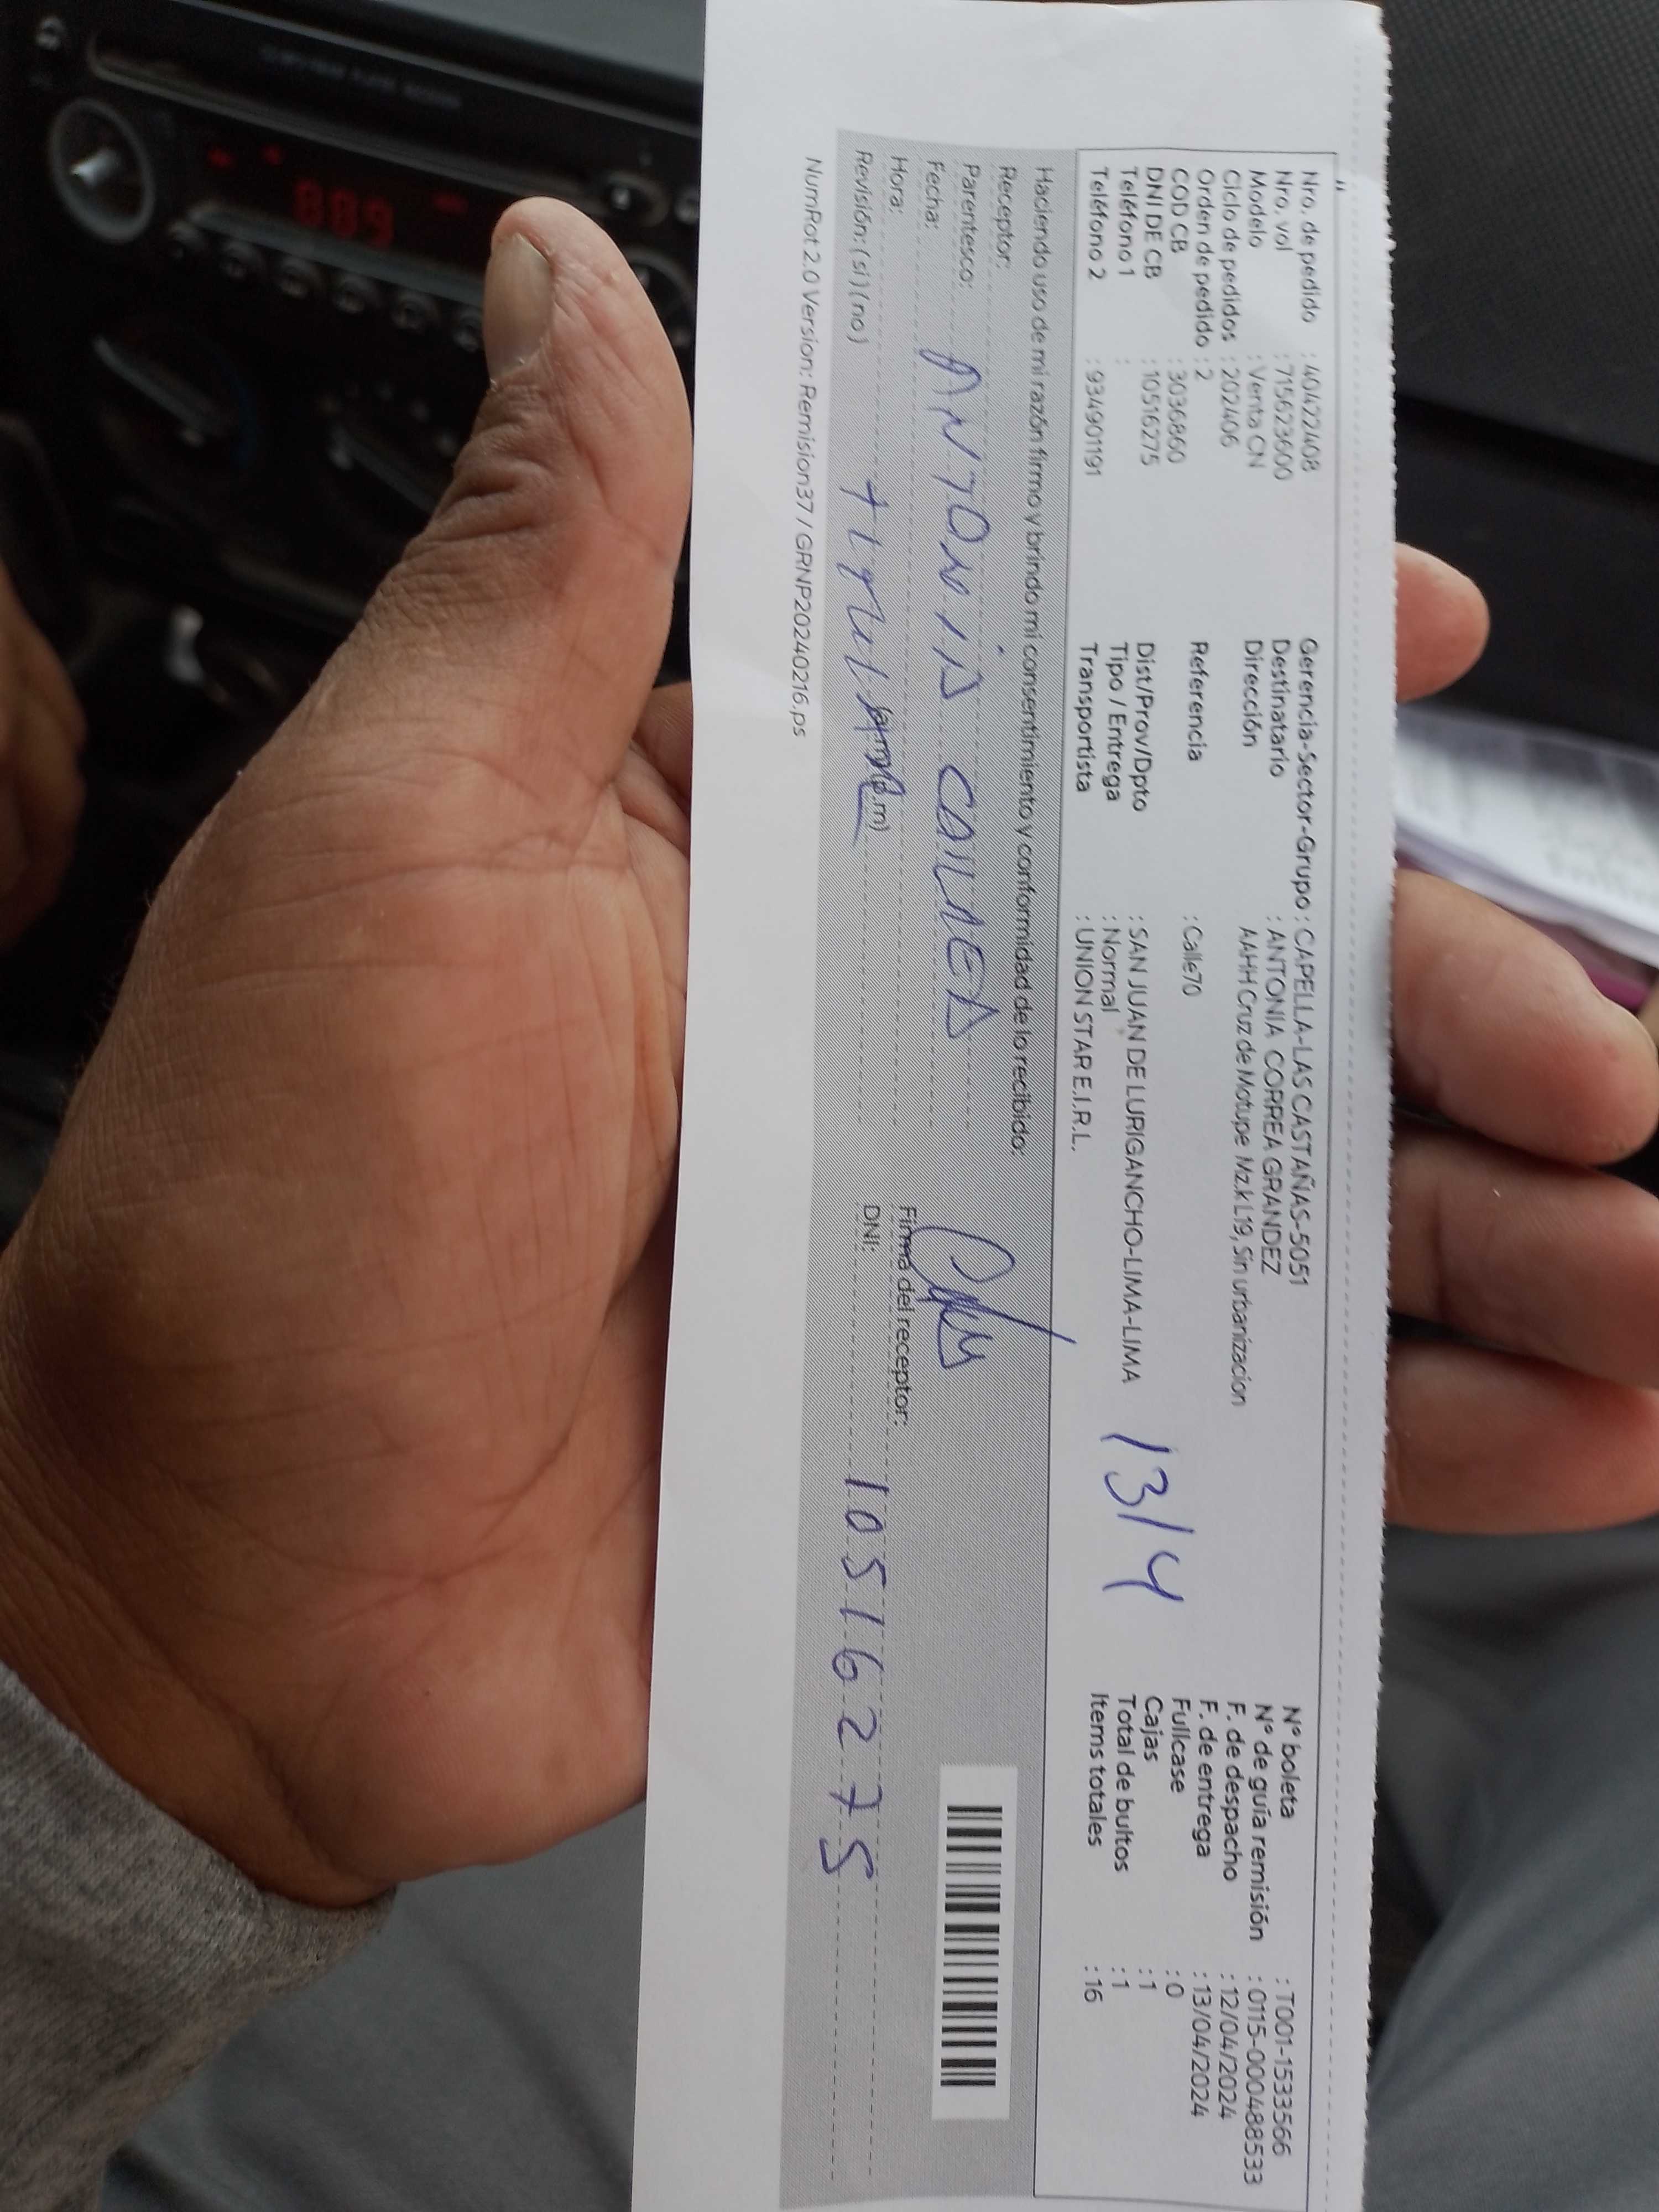 Nro. de pedido : 40422408
Nro. vol : 715623600
Modelo : Venta CN
Ciclo de pedidos : 202406
Orden de pedido : 2
COD CB : 3036860
DNI DE CB : 10516275
Teléfono 1 :
Teléfono 2 : 934901191
Gerencia-Sector-Grupo : CAPELLA-LAS CASTAÑAS-5051
Destinatario : ANTONIA CORREA GRANDEZ
Dirección AAHH Cruz de Motupe Mz.k L19, Sin urbanizacion
Referencia : Calle70
Dist/Prov/Dpto : SAN JUAN DE LURIGANCHO-LIMA-LIMA
Tipo / Entrega : Normal
Transportista : UNION STAR E.I.R.L.
13/4
N° boleta : T001-1533566
N° de guía remisión : 0115-000488533
F. de despacho : 12/04/2024
F. de entrega : 13/04/2024
Fullcase : 0
Cajas : 1
Total de bultos : 1
Items totales : 16
Haciendo uso de mi razón firmo y brindo mi consentimiento y conformidad de lo recibido:
Receptor:
Parentesco:
Fecha: ANTONIA CORREA
Hora: (a.m)(p.m)
Revisión: (si) (no) titular
Firma del receptor:
DNI: 10516275
NumRot 2.0 Version: Remision37 / GRNP20240216.ps
889